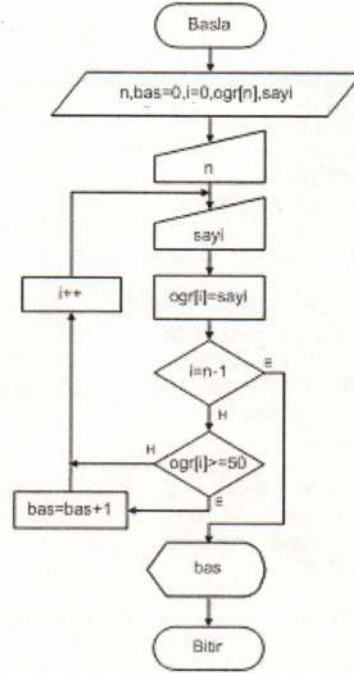 Basla
n,bas=0,i=0,ogr[n],sayi
n
sayi
i++
ogr[i]=sayi
i=n-1
E
H
H
ogr[i]>=50
E
bas=bas+1
bas
Bitir